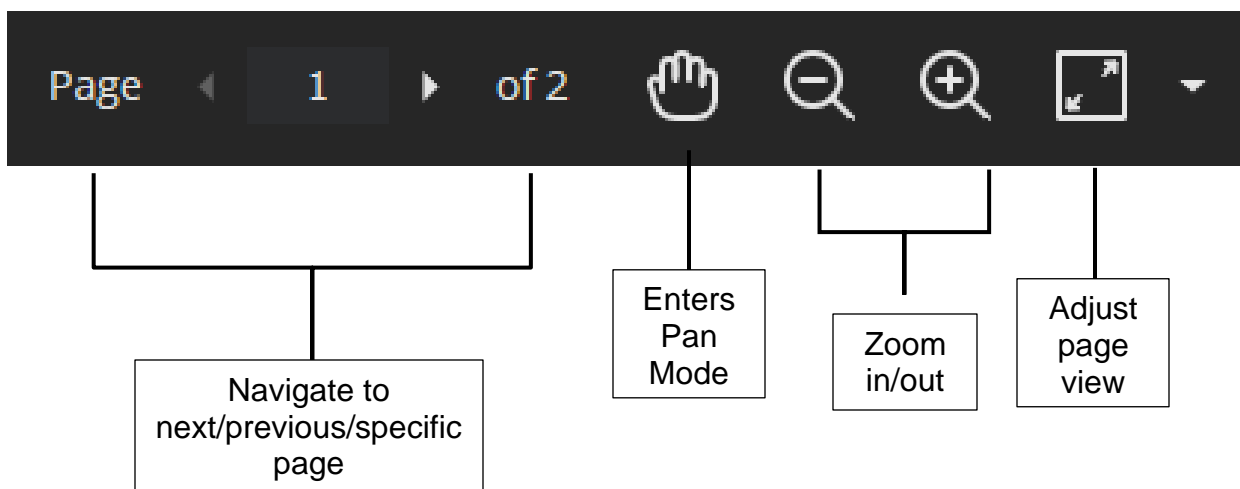 Page 1 of 2
Enters
Pan
Mode
Zoom
in/out
Adjust
page
view
Navigate to
next/previous/specific
page